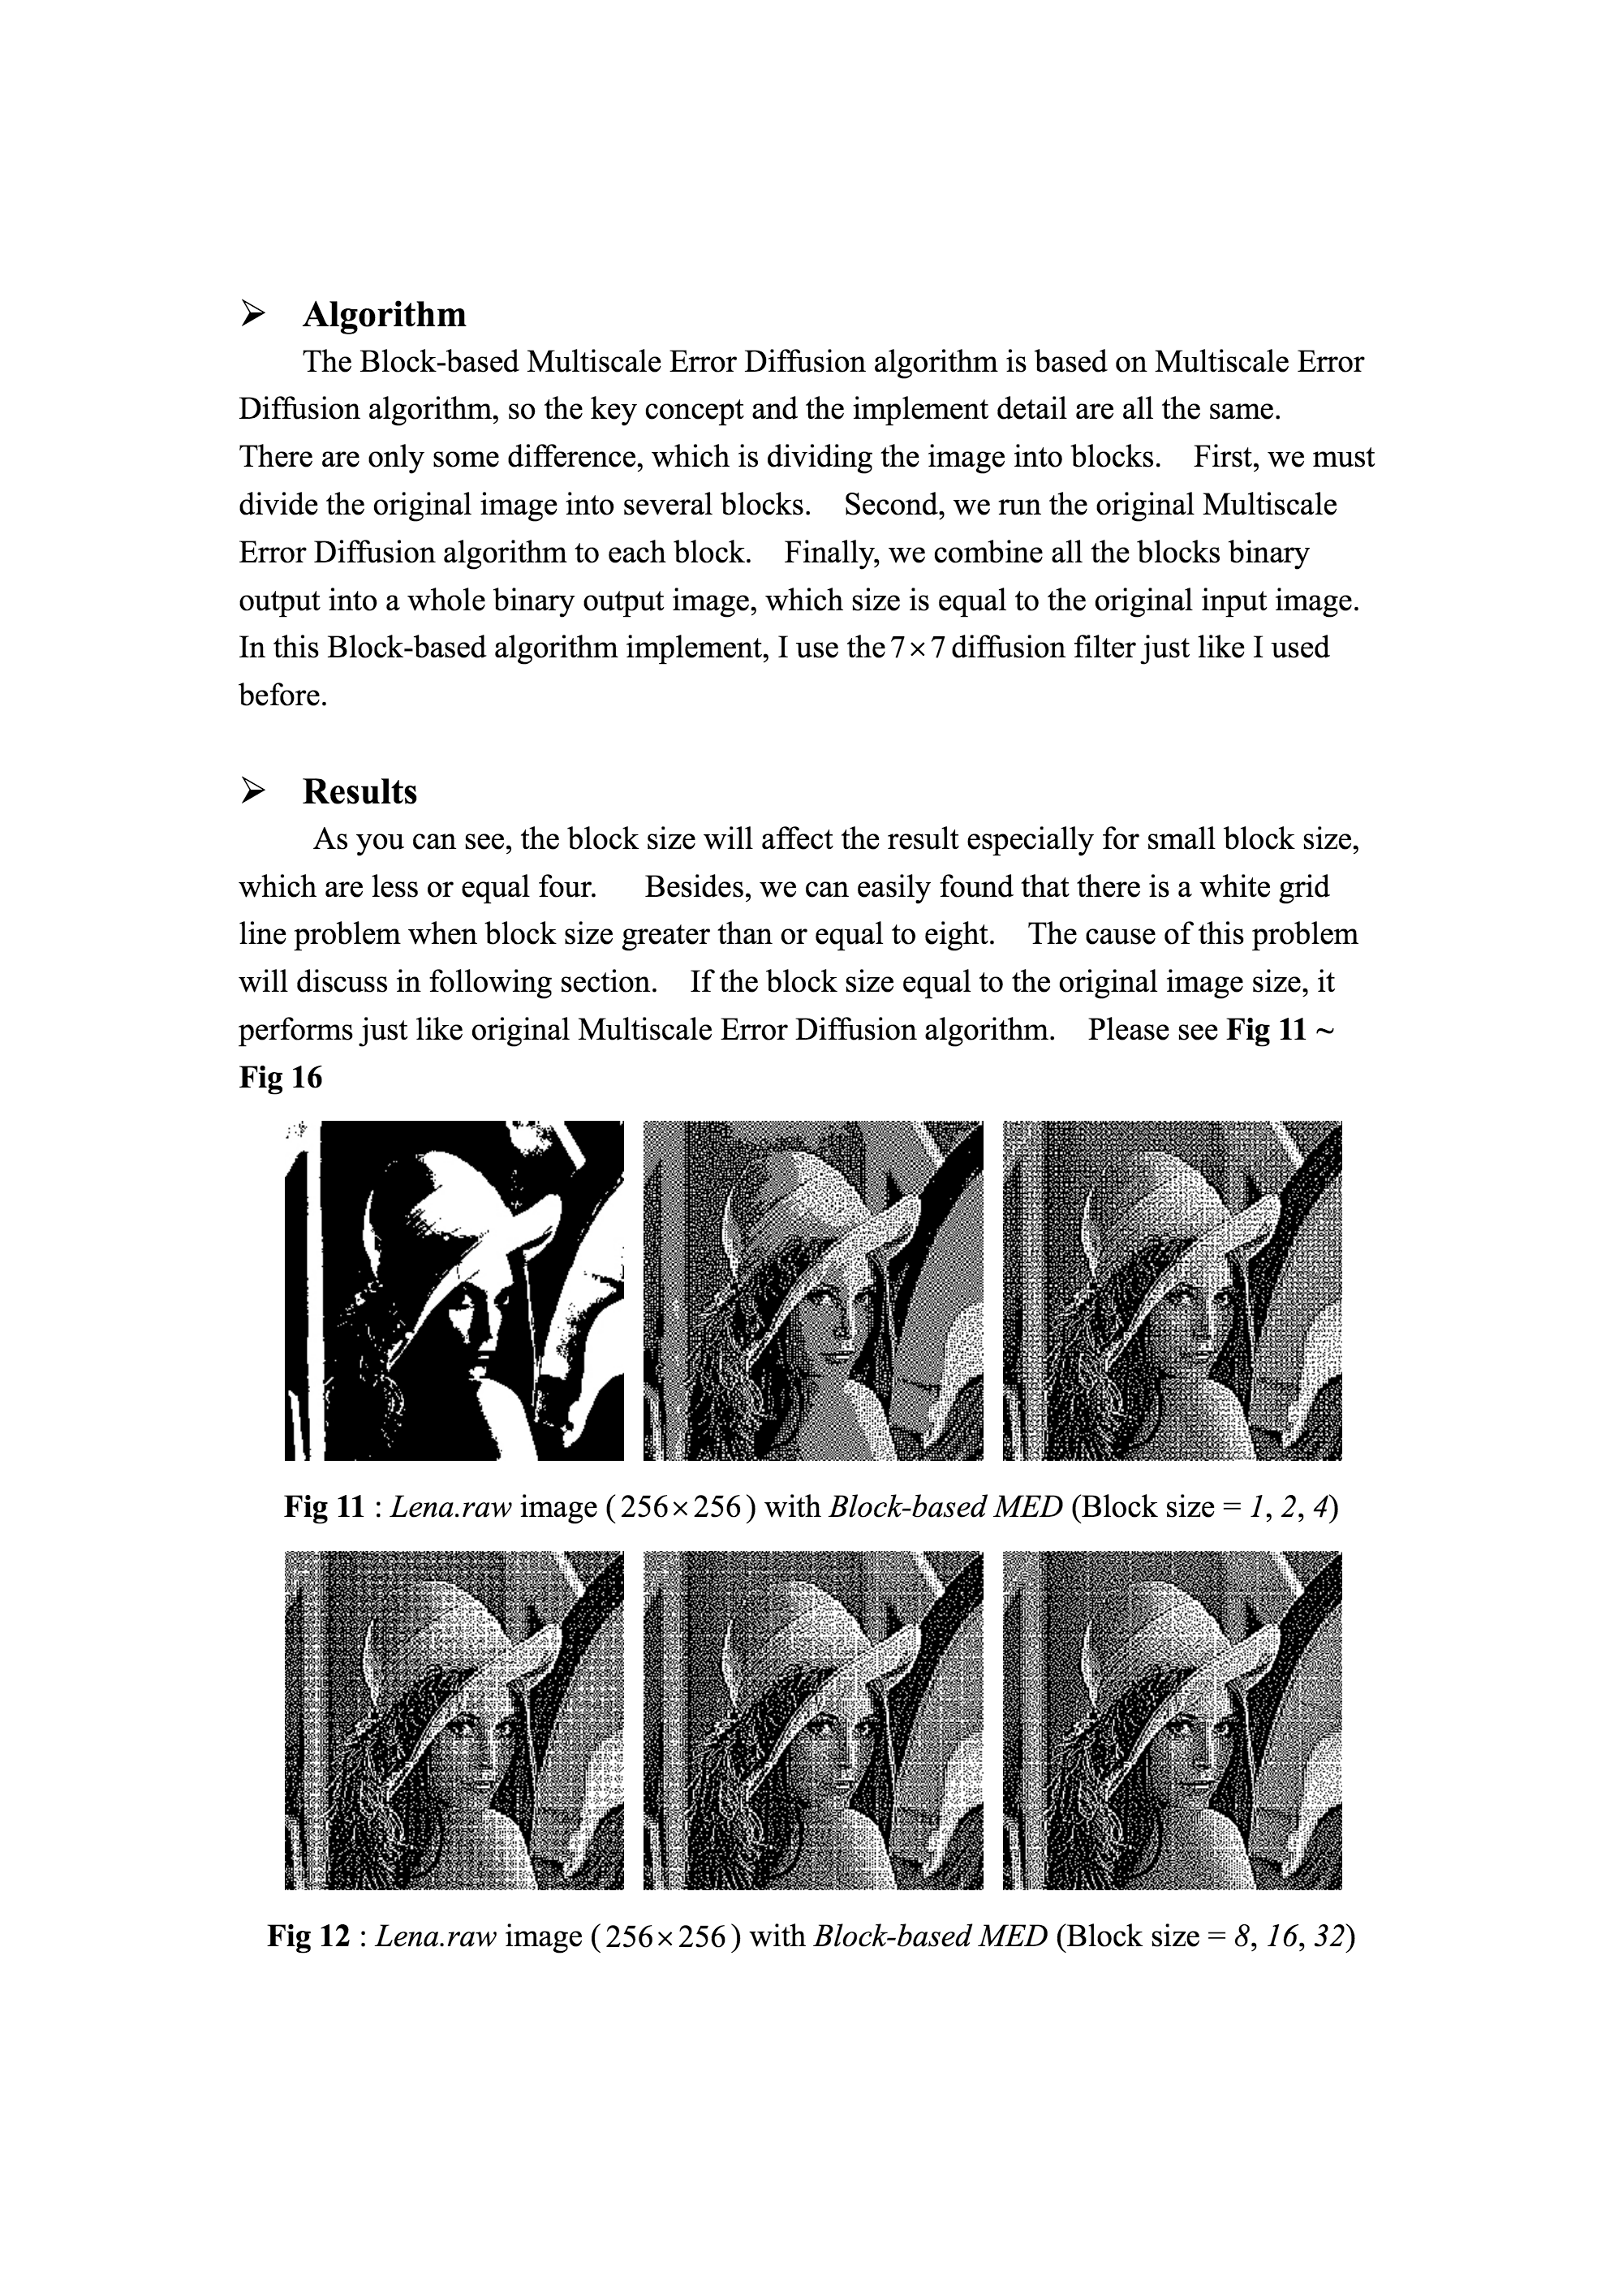 ➢ Algorithm
The Block-based Multiscale Error Diffusion algorithm is based on Multiscale Error
Diffusion algorithm, so the key concept and the implement detail are all the same.
There are only some difference, which is dividing the image into blocks. First, we must
divide the original image into several blocks. Second, we run the original Multiscale
Error Diffusion algorithm to each block. Finally, we combine all the blocks binary
output into a whole binary output image, which size is equal to the original input image.
In this Block-based algorithm implement, I use the 7×7 diffusion filter just like I used
before.
➢ Results
As you can see, the block size will affect the result especially for small block size,
which are less or equal four. Besides, we can easily found that there is a white grid
line problem when block size greater than or equal to eight. The cause of this problem
will discuss in following section. If the block size equal to the original image size, it
performs just like original Multiscale Error Diffusion algorithm. Please see Fig 11 ~
Fig 16
Fig 11 : Lena.raw image (256×256) with Block-based MED (Block size = 1, 2, 4)
Fig 12 : Lena.raw image (256×256) with Block-based MED (Block size = 8, 16, 32)